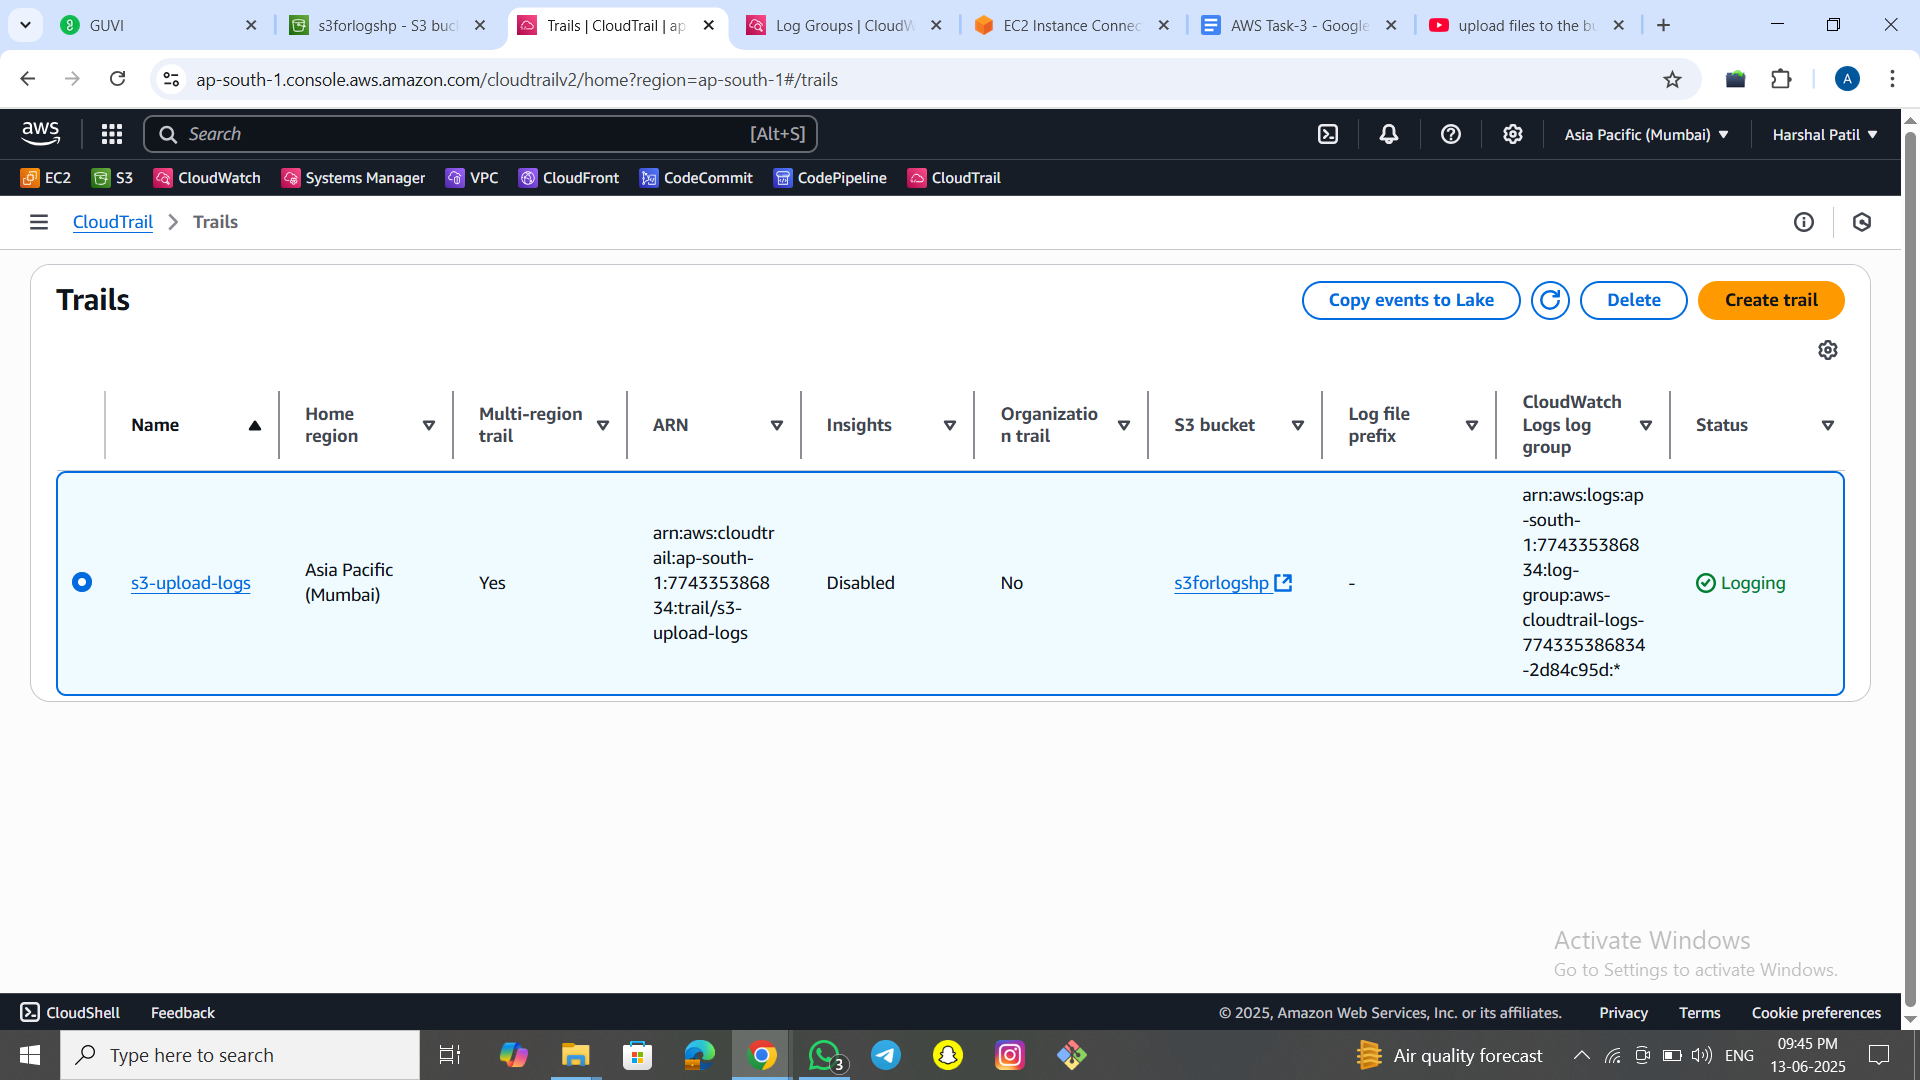 GUVI
s3forlogshp - S3 buc
Trails | CloudTrail | ap
Log Groups | CloudW
EC2 Instance Connec
AWS Task-3 - Google
upload files to the bu
ap-south-1.console.aws.amazon.com/cloudtrailv2/home?region=ap-south-1#/trails
A
aws
Search
[Alt+S]
Asia Pacific (Mumbai)
Harshal Patil
EC2
S3
CloudWatch
Systems Manager
VPC
CloudFront
CodeCommit
CodePipeline
CloudTrail
CloudTrail
Trails
Trails
Copy events to Lake
Delete
Create trail
Name
Home
region
Multi-region
trail
ARN
Insights
Organizatio
n trail
S3 bucket
Log file
prefix
CloudWatch
Logs log
group
Status
s3-upload-logs
Asia Pacific
(Mumbai)
Yes
arn:aws:cloudtr
ail:ap-south-
1:7743353868
34:trail/s3-
upload-logs
Disabled
No
s3forlogshp
-
arn:aws:logs:ap
-south-
1:7743353868
34:log-
group:aws-
cloudtrail-logs-
774335386834
-2d84c95d:*
Logging
Activate Windows
Go to Settings to activate Windows.
CloudShell
Feedback
© 2025, Amazon Web Services, Inc. or its affiliates.
Privacy
Terms
Cookie preferences
Type here to search
3
Air quality forecast
ENG
09:45 PM
13-06-2025